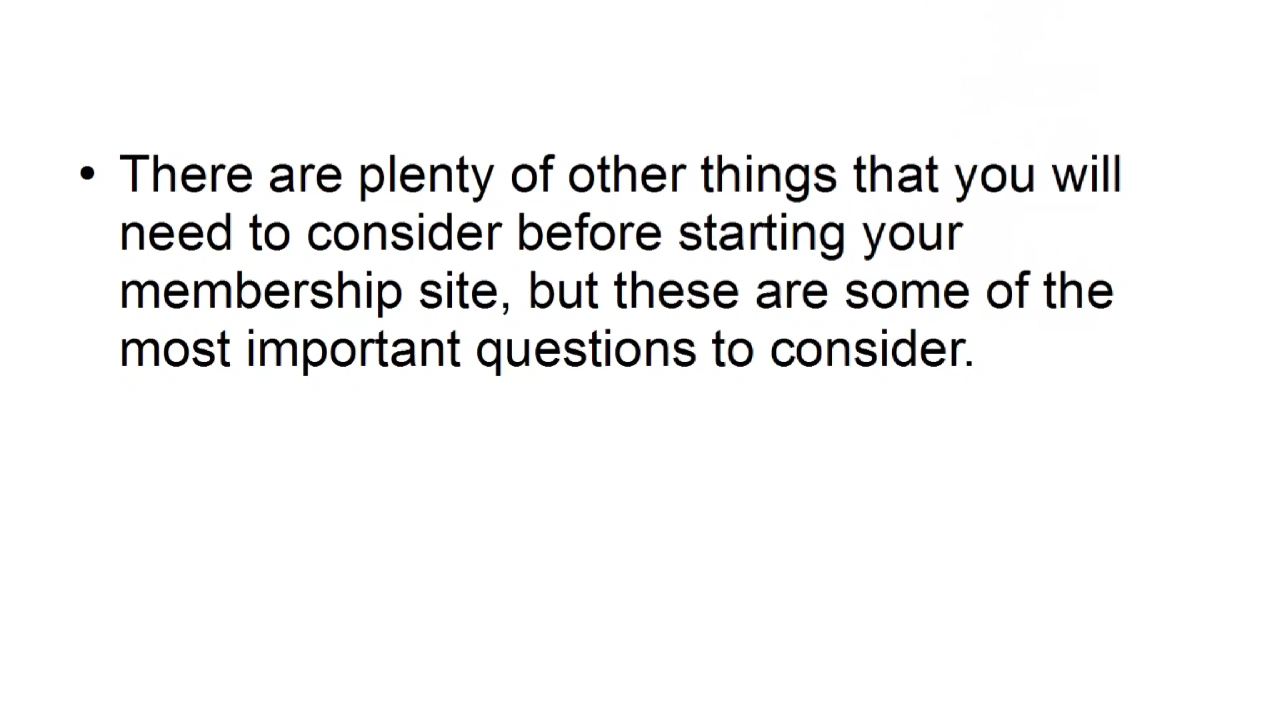 • There are plenty of other things that you will
need to consider before starting your
membership site, but these are some of the
most important questions to consider.